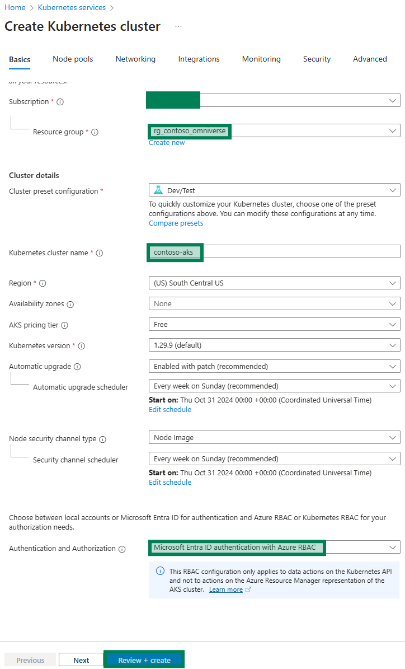 Home > Kubernetes services >
Create Kubernetes cluster ...
Basics Node pools Networking Integrations Monitoring Security Advanced
all your resources.
Subscription *
Resource group * rg_contoso_omniverse
Create new
Cluster details
Cluster preset configuration * Dev/Test
To quickly customize your Kubernetes cluster, choose one of the preset
configurations above. You can modify these configurations at any time.
Compare presets
Kubernetes cluster name * contoso-aks
Region * (US) South Central US
Availability zones None
AKS pricing tier Free
Kubernetes version * 1.29.9 (default)
Automatic upgrade Enabled with patch (recommended)
Automatic upgrade scheduler Every week on Sunday (recommended)
Start on: Thu Oct 31 2024 00:00 +00:00 (Coordinated Universal Time)
Edit schedule
Node security channel type Node Image
Security channel scheduler Every week on Sunday (recommended)
Start on: Thu Oct 31 2024 00:00 +00:00 (Coordinated Universal Time)
Edit schedule
Choose between local accounts or Microsoft Entra ID for authentication and Azure RBAC or Kubernetes RBAC for your
authorization needs.
Authentication and Authorization Microsoft Entra ID authentication with Azure RBAC
This RBAC configuration only applies to data actions on the Kubernetes API
and not to actions on the Azure Resource Manager representation of the
AKS cluster. Learn more
Previous Next Review + create